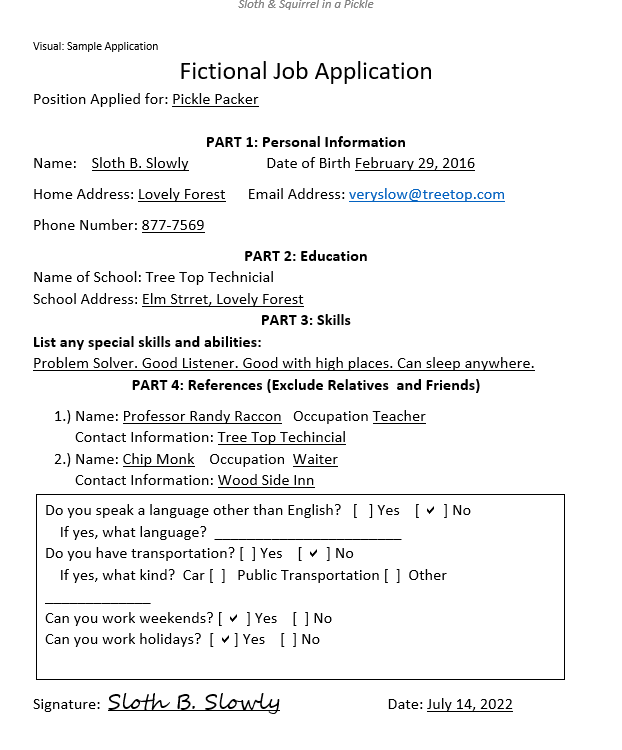 Sloth & Squirrel in a Pickle
Visual: Sample Application
Fictional Job Application
Position Applied for: Pickle Packer
PART 1: Personal Information
Name: Sloth B. Slowly Date of Birth February 29, 2016
Home Address: Lovely Forest Email Address: veryslow@treetop.com
Phone Number: 877-7569
PART 2: Education
Name of School: Tree Top Technicial
School Address: Elm Strret, Lovely Forest
PART 3: Skills
List any special skills and abilities:
Problem Solver. Good Listener. Good with high places. Can sleep anywhere.
PART 4: References (Exclude Relatives and Friends)
1.) Name: Professor Randy Raccon Occupation Teacher
Contact Information: Tree Top Techincial
2.) Name: Chip Monk Occupation Waiter
Contact Information: Wood Side Inn
Do you speak a language other than English? [ ] Yes [ ✓ ] No
If yes, what language? ______________________
Do you have transportation? [ ] Yes [ ✓ ] No
If yes, what kind? Car [ ] Public Transportation [ ] Other
_____________
Can you work weekends? [ ✓ ] Yes [ ] No
Can you work holidays? [ ✓ ] Yes [ ] No
Signature: Sloth B. Slowly Date: July 14, 2022